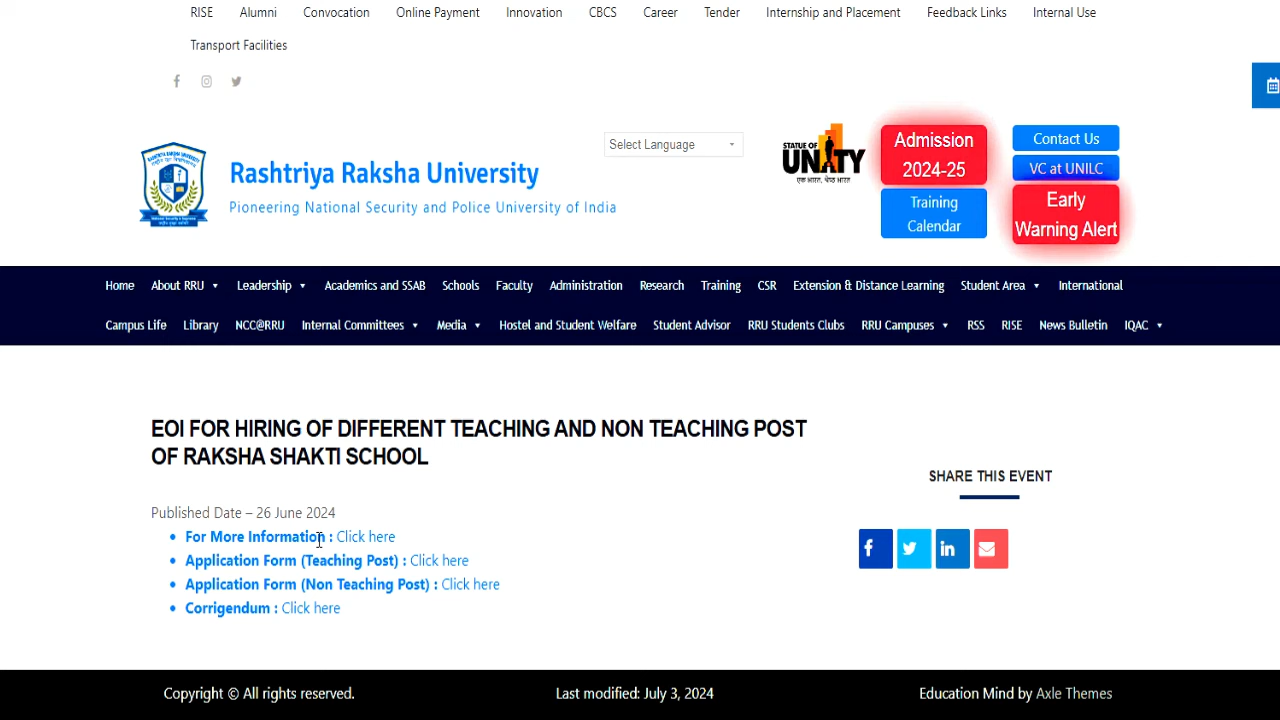 RISE Alumni Convocation Online Payment Innovation CBCS Career Tender Internship and Placement Feedback Links Internal Use
Transport Facilities
Select Language
STATUE OF
UNITY
एक भारत, श्रेष्ठ भारत
Admission
2024-25
Training
Calendar
Contact Us
VC at UNILC
Early
Warning Alert
Rashtriya Raksha University
Pioneering National Security and Police University of India
Home About RRU Leadership Academics and SSAB Schools Faculty Administration Research Training CSR Extension & Distance Learning Student Area International
Campus Life Library NCC@RRU Internal Committees Media Hostel and Student Welfare Student Advisor RRU Students Clubs RRU Campuses RSS RISE News Bulletin IQAC
EOI FOR HIRING OF DIFFERENT TEACHING AND NON TEACHING POST
OF RAKSHA SHAKTI SCHOOL
Published Date – 26 June 2024
• For More Information : Click here
• Application Form (Teaching Post) : Click here
• Application Form (Non Teaching Post) : Click here
• Corrigendum : Click here
SHARE THIS EVENT
Copyright © All rights reserved. Last modified: July 3, 2024 Education Mind by Axle Themes